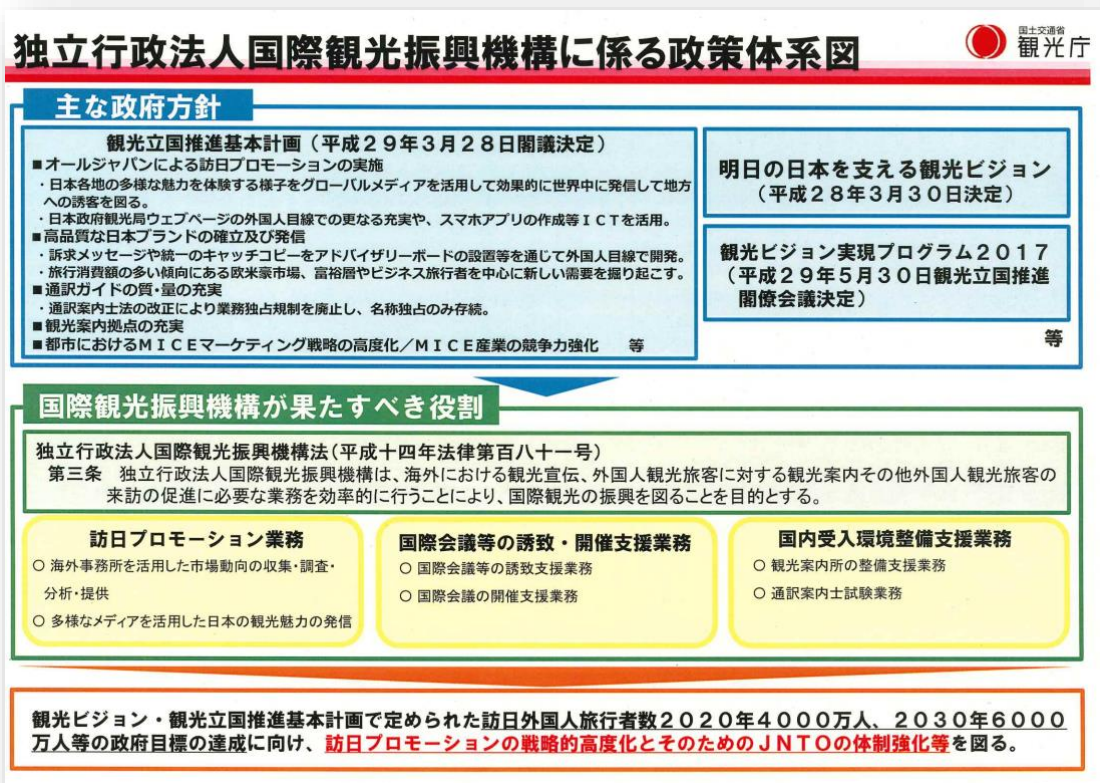 独立行政法人国際観光振興機構に係る政策体系図
国土交通省
観光庁
主な政府方針
観光立国推進基本計画(平成29年3月28日閣議決定)
■オールジャパンによる訪日プロモーションの実施
・日本各地の多様な魅力を体験する様子をグローバルメディアを活用して効果的に世界中に発信して地方
への誘客を図る。
・日本政府観光局ウェブページの外国人目線での更なる充実や、スマホアプリの作成等ICTを活用。
■高品質な日本ブランドの確立及び発信
・訴求メッセージや統一のキャッチコピーをアドバイザリーボードの設置等を通じて外国人目線で開発。
・旅行消費額の多い傾向にある欧米豪市場、富裕層やビジネス旅行者を中心に新しい需要を掘り起こす。
■通訳ガイドの質・量の充実
・通訳案内士法の改正により業務独占規制を廃止し、名称独占のみ存続。
■観光案内拠点の充実
■都市におけるMICEマーケティング戦略の高度化/MICE産業の競争力強化 等
明日の日本を支える観光ビジョン
(平成28年3月30日決定)
観光ビジョン実現プログラム2017
(平成29年5月30日観光立国推進
閣僚会議決定)
等
国際観光振興機構が果たすべき役割
独立行政法人国際観光振興機構法(平成十四年法律第百八十一号)
第三条 独立行政法人国際観光振興機構は、海外における観光宣伝、外国人観光旅客に対する観光案内その他外国人観光旅客の
来訪の促進に必要な業務を効率的に行うことにより、国際観光の振興を図ることを目的とする。
訪日プロモーション業務
○ 海外事務所を活用した市場動向の収集・調査・
分析・提供
○ 多様なメディアを活用した日本の観光魅力の発信
国際会議等の誘致・開催支援業務
○ 国際会議等の誘致支援業務
○ 国際会議の開催支援業務
国内受入環境整備支援業務
○ 観光案内所の整備支援業務
○ 通訳案内士試験業務
観光ビジョン・観光立国推進基本計画で定められた訪日外国人旅行者数2020年4000万人、2030年6000
万人等の政府目標の達成に向け、訪日プロモーションの戦略的高度化とそのためのJNTOの体制強化等を図る。